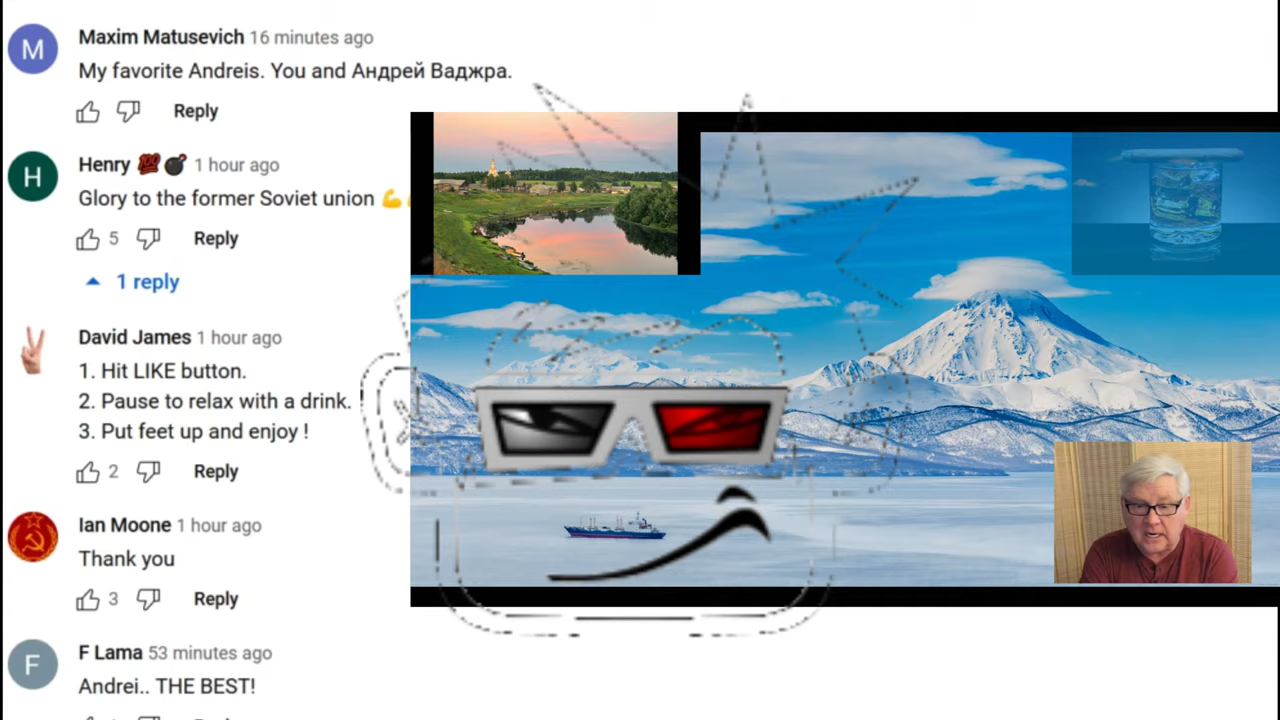 M
Maxim Matusevich 16 minutes ago
My favorite Andreis. You and Андрей Ваджра.
Reply
H
Henry 💯💣 1 hour ago
Glory to the former Soviet union 💪
5 Reply
1 reply
David James 1 hour ago
1. Hit LIKE button.
2. Pause to relax with a drink.
3. Put feet up and enjoy !
2 Reply
Ian Moone 1 hour ago
Thank you
3 Reply
F
F Lama 53 minutes ago
Andrei.. THE BEST!